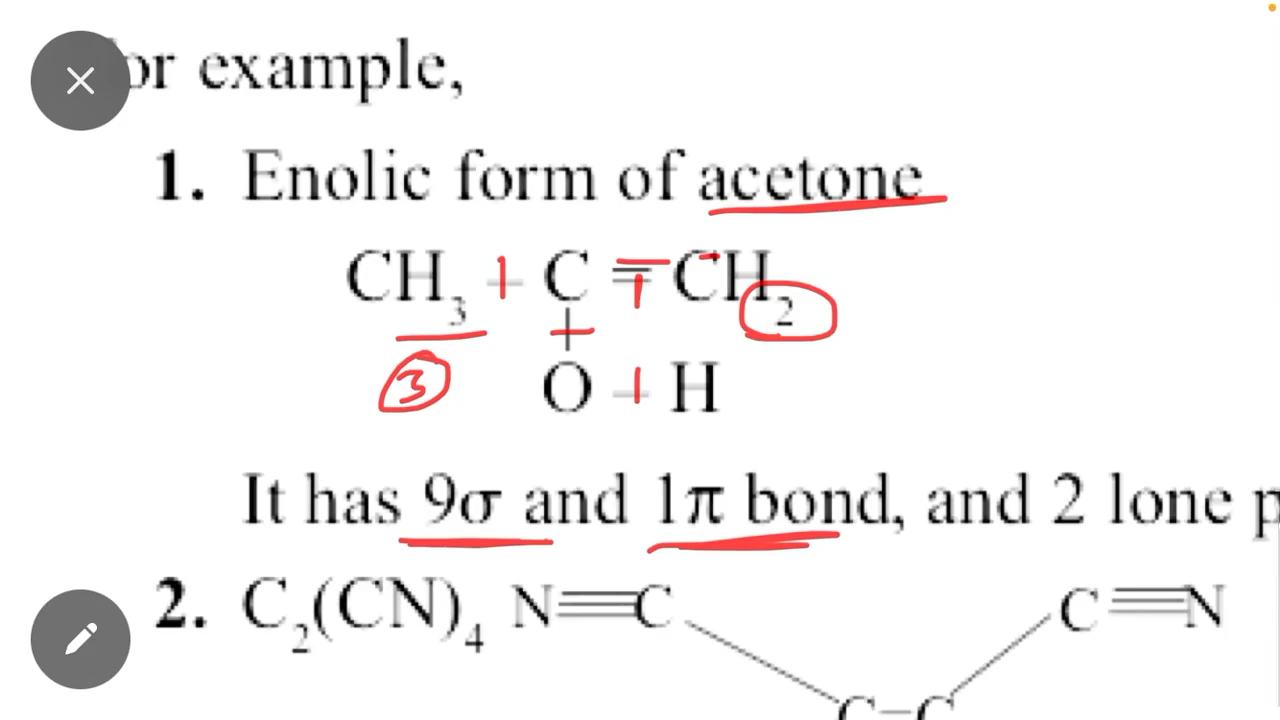 or example,
1. Enolic form of acetone
CH₃ – C = CH₂
3
O – H
It has 9σ and 1π bond, and 2 lone p
2. C₂(CN)₄ N≡C C≡N
C–C